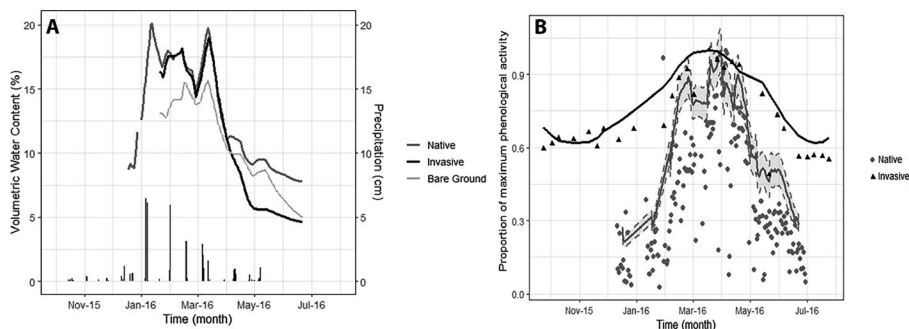 A
Volumetric Water Content (%)
20
15
10
5
0
20
15
10
5
0
Precipitation (cm)
Nov-15 Jan-16 Mar-16 May-16 Jul-16
Time (month)
Native
Invasive
Bare Ground
B
Proportion of maximum phenological activity
0.9
0.6
0.3
0.0
Nov-15 Jan-16 Mar-16 May-16 Jul-16
Time (month)
Native
Invasive